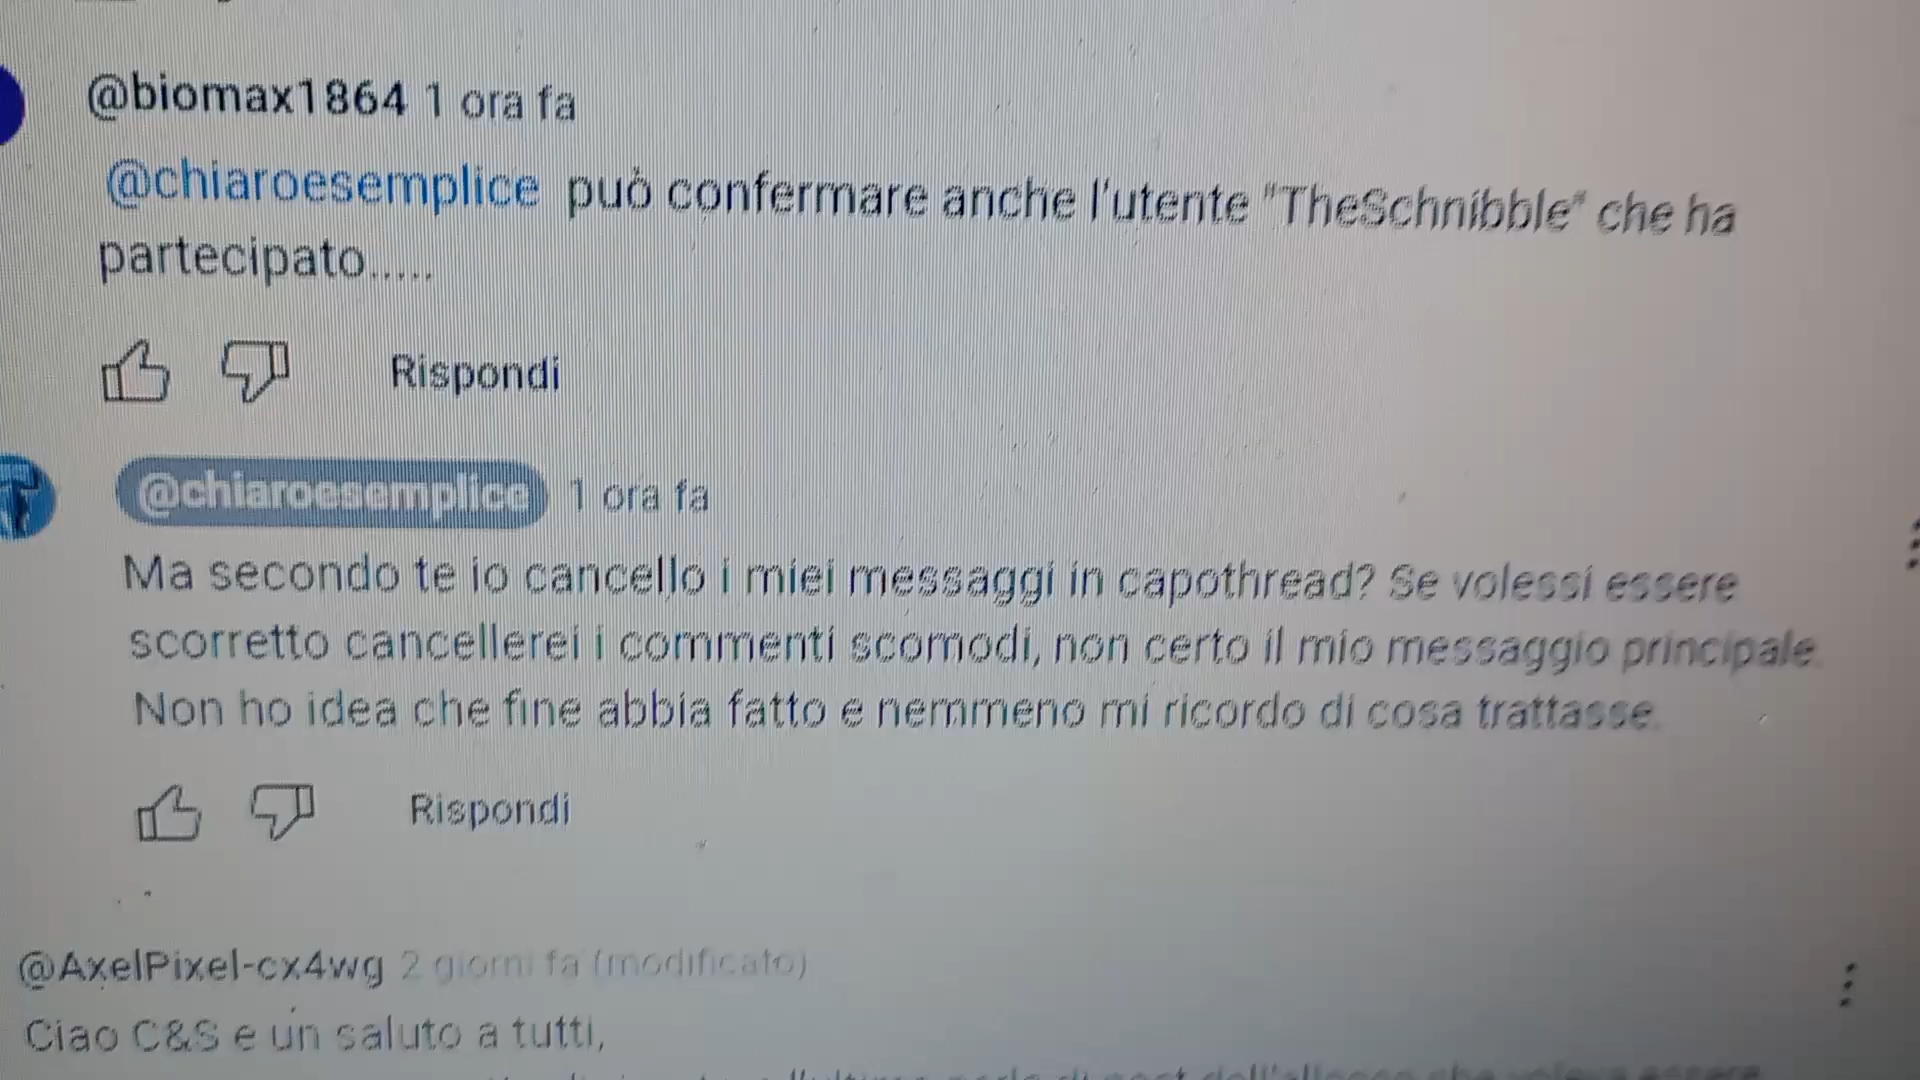 @biomax1864 1 ora fa
@chiaroesemplice può confermare anche l'utente "TheSchnibble" che ha
partecipato.....
Rispondi
@chiaroesemplice 1 ora fa
Ma secondo te io cancello i miei messaggi in capothread? Se volessi essere
scorretto cancellerei i commenti scomodi, non certo il mio messaggio principale.
Non ho idea che fine abbia fatto e nemmeno mi ricordo di cosa trattasse.
Rispondi
@AxelPixel-cx4wg 2 giorni fa (modificato)
Ciao C&S e un saluto a tutti,